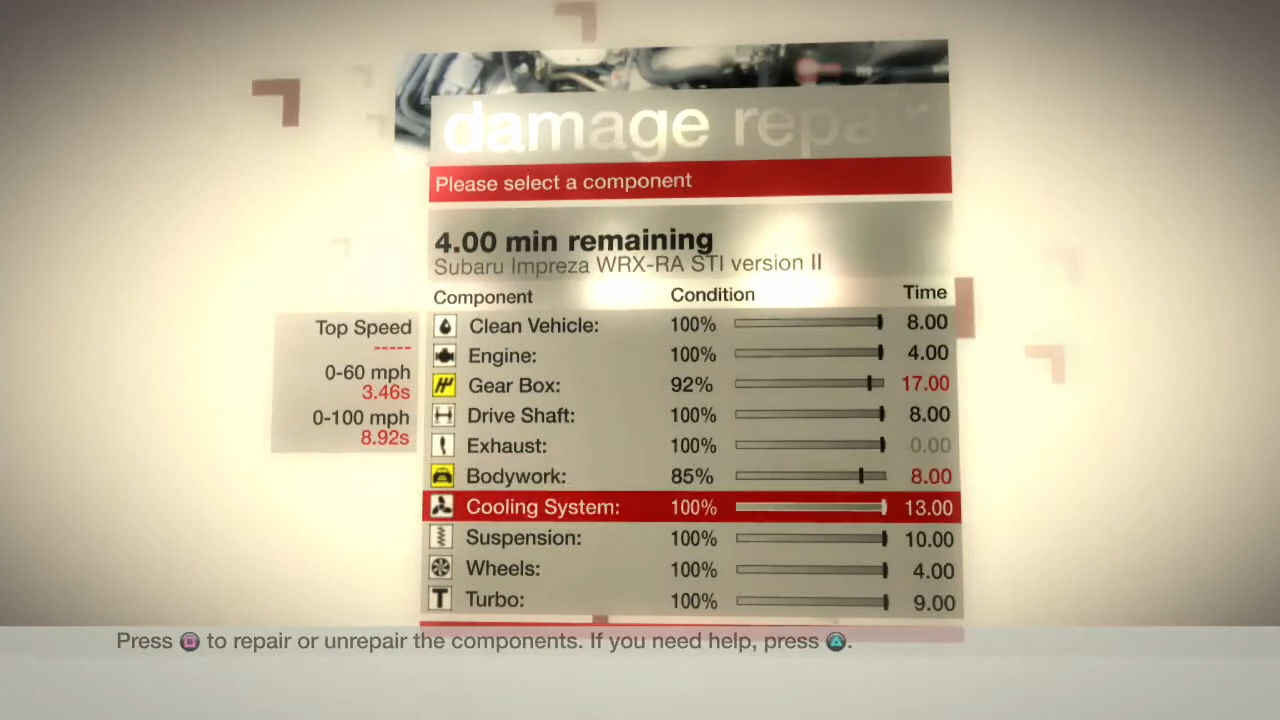 damage repair
Please select a component
4.00 min remaining
Subaru Impreza WRX-RA STI version II
Component Condition Time
Clean Vehicle: 100% 8.00
Engine: 100% 4.00
Gear Box: 92% 17.00
Drive Shaft: 100% 8.00
Exhaust: 100% 0.00
Bodywork: 85% 8.00
Cooling System: 100% 13.00
Suspension: 100% 10.00
Wheels: 100% 4.00
T Turbo: 100% 9.00
Top Speed
-----
0-60 mph
3.46s
0-100 mph
8.92s
Press to repair or unrepair the components. If you need help, press .